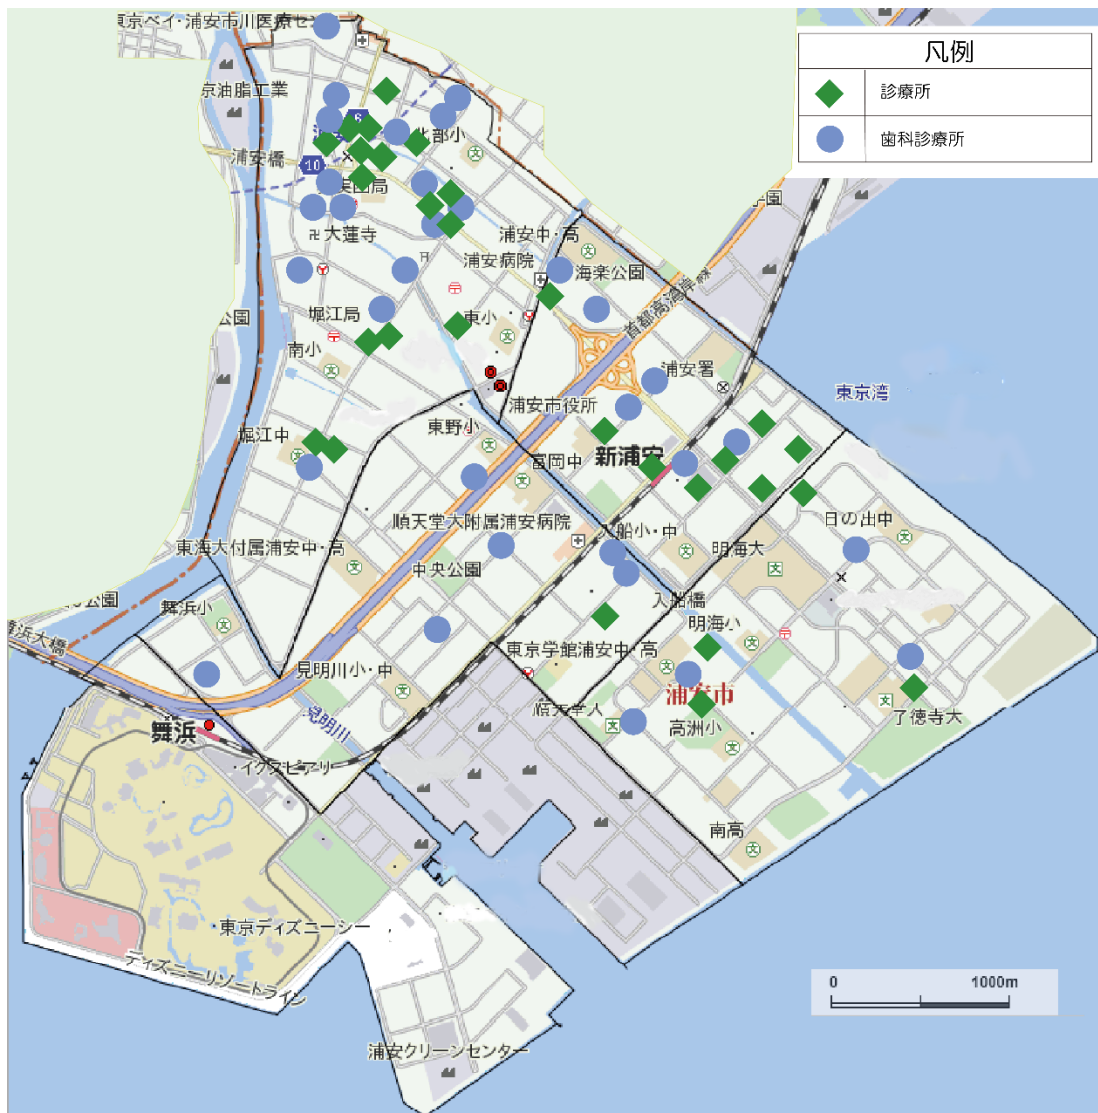 凡例
診療所
歯科診療所
東京ベイ・浦安市川医療セン
京油脂工業
6
北部小
浦安橋
10
大蓮寺
浦安中・高
浦安病院
海楽公園
首都高湾岸線
学園
公園
堀江局
東小
南小
浦安署
東京湾
浦安市役所
東野小
堀江中
新浦安
富岡中
順天堂大附属浦安病院
入船小・中
日の出中
明海大
東海大付属浦安中・高
中央公園
公園
舞浜小
入船橋
明海小
舞浜大橋
東京学館浦安中・高
見明川小・中
浦安市
了徳寺大
見明川
高洲小
舞浜
・イクスピアリ
南高
東京ディズニーシー
ディズニーリゾートライン
0
1000m
浦安クリーンセンター